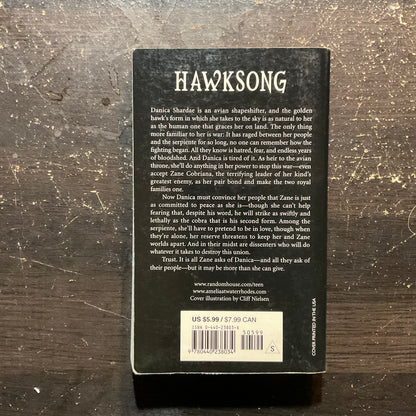 HAWKSONG
Danica Shardae is an avian shapeshifter, and the golden
hawk's form in which she takes to the sky is as natural to her
as the human one that graces her on land. The only thing
more familiar to her is war: It has raged between her people
and the serpiente for so long, no one can remember how the
fighting began. All they know is hatred, fear, and endless years
of bloodshed. And Danica is tired of it. As heir to the avian
throne, she'll do anything in her power to stop this war—even
accept Zane Cobriana, the terrifying leader of her kind's
greatest enemy, as her pair bond and make the two royal
families one.
Now Danica must convince her people that Zane is just
as committed to peace as she is—though she can't help
fearing that, despite his word, he will strike as swiftly and
lethally as the cobra that is his second form. Among the
serpiente, she'll have to pretend to be in love, though when
they're alone, her reserve threatens to keep her and Zane
worlds apart. And in their midst are dissenters who will do
whatever it takes to destroy this union.
Trust. It is all Zane asks of Danica—and all they ask of
their people—but it may be more than she can give.
www.randomhouse.com/teen
www.ameliaatwaterrhodes.com
Cover illustration by Cliff Nielsen
US $5.99 / $7.99 CAN
ISBN 0-440-23803-6
50599
9 780440 238034
S
COVER PRINTED IN THE USA